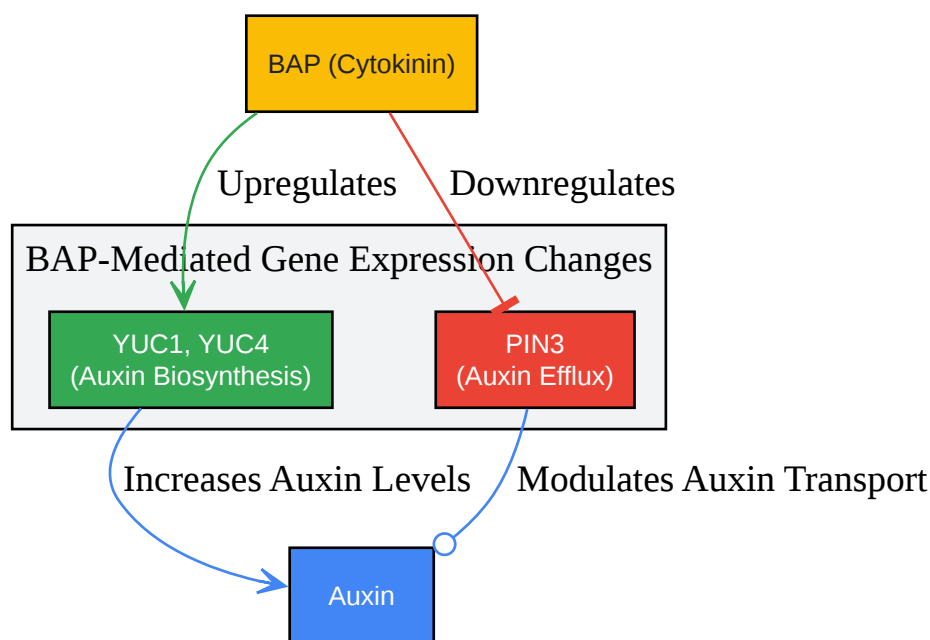 BAP (Cytokinin)
Upregulates
Downregulates
BAP-Mediated Gene Expression Changes
YUC1, YUC4
(Auxin Biosynthesis)
PIN3
(Auxin Efflux)
Increases Auxin Levels
Modulates Auxin Transport
Auxin